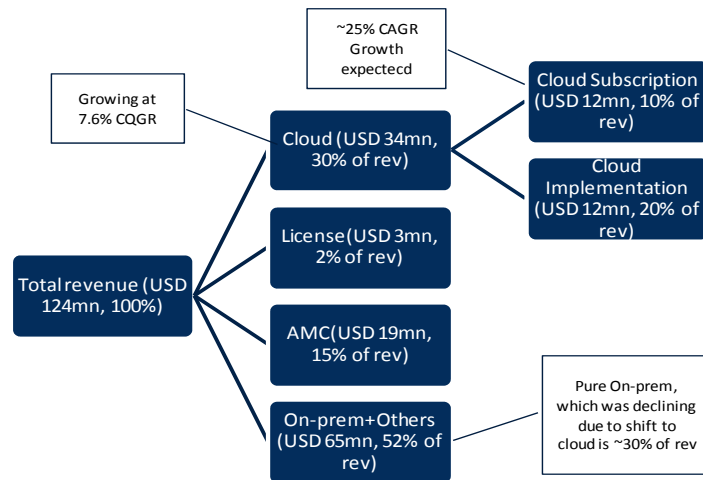 ~25% CAGR
Growth
expectecd
Growing at
7.6% CQGR
Cloud Subscription
(USD 12mn, 10% of
rev)
Cloud (USD 34mn,
30% of rev)
Cloud
Implementation
(USD 12mn, 20% of
rev)
License(USD 3mn,
2% of rev)
Total revenue (USD
124mn, 100%)
AMC(USD 19mn,
15% of rev)
On-prem+Others
(USD 65mn, 52% of
rev)
Pure On-prem,
which was declining
due to shift to
cloud is ~30% of rev